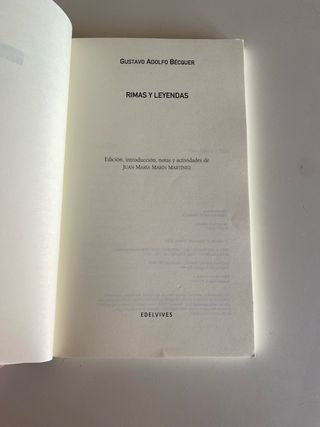 GUSTAVO ADOLFO BÉCQUER
RIMAS Y LEYENDAS
Edición, introducción, notas y actividades de
JUAN MARÍA MARÍN MARTÍNEZ
EDELVIVES